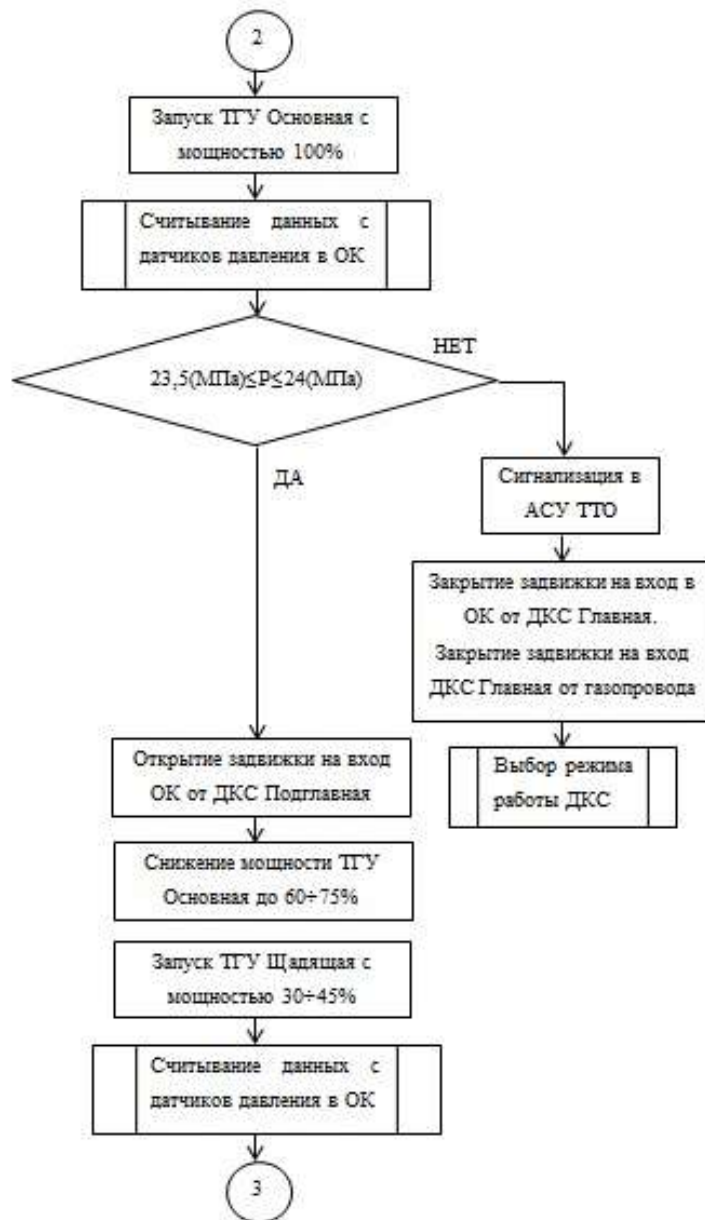 2
Запуск ТГУ Основная с
мощностью 100%
Считывание данных с
датчиков давления в ОК
23,5(МПа)≤P≤24(МПа)
НЕТ
ДА
Сигнализация в
АСУ ТТО
Закрытие задвижки на вход в
ОК от ДКС Главная.
Закрытие задвижки на вход
ДКС Главная от газопровода
Выбор режима
работы ДКС
Открытие задвижки на вход
ОК от ДКС Подглавная
Снижение мощности ТГУ
Основная до 60÷75%
Запуск ТГУ Щадящая с
мощностью 30÷45%
Считывание данных с
датчиков давления в ОК
3